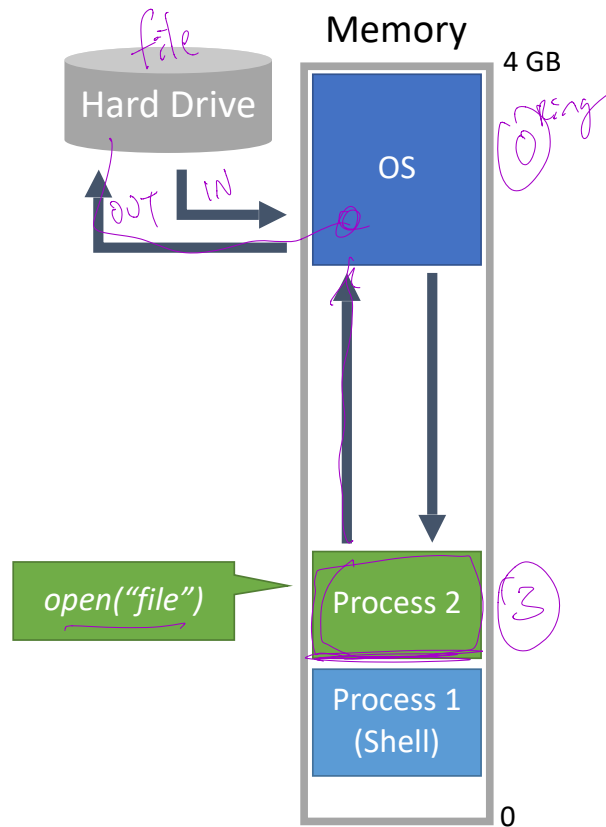 file
Memory
4 GB
Hard Drive
OS
0 Ring
OUT
IN
open(“file”)
Process 2
3
Process 1
(Shell)
0